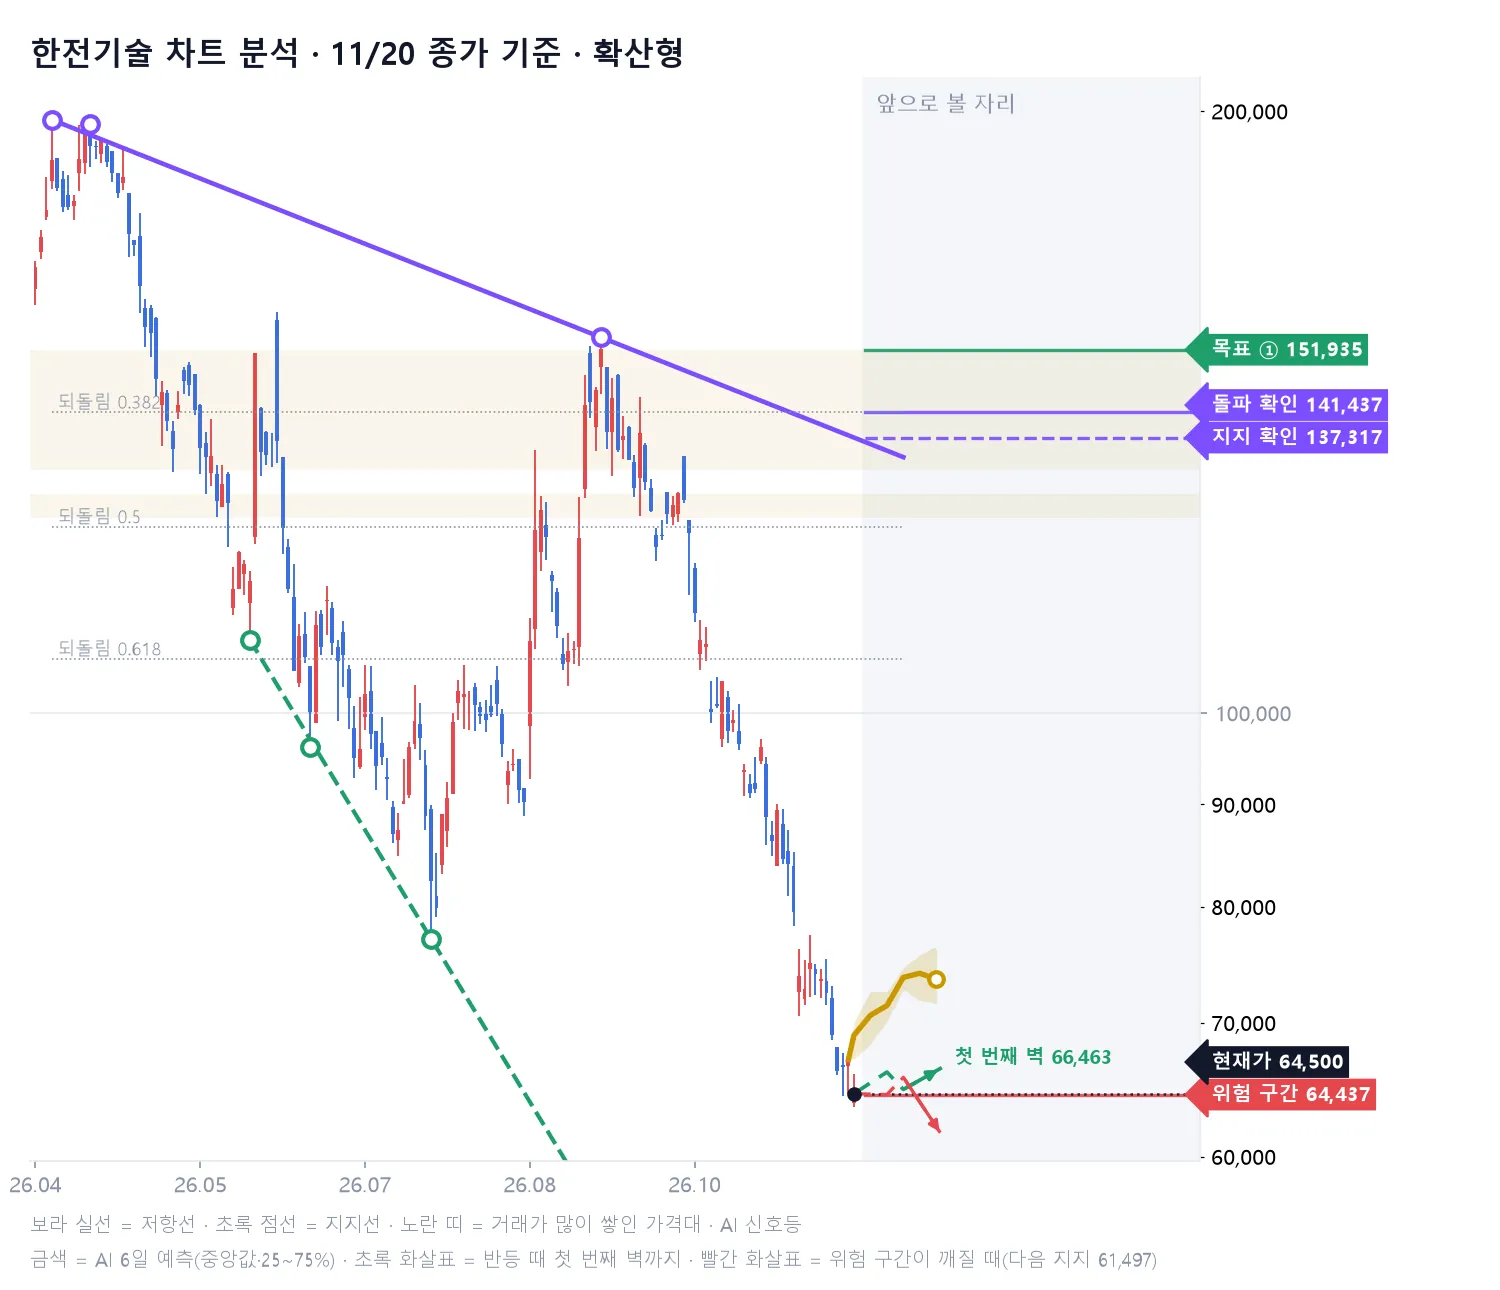 한전기술 차트 분석 · 11/20 종가 기준 · 확산형
앞으로 볼 자리
200,000
목표 ① 151,935
되돌림 0.382
돌파 확인 141,437
지지 확인 137,317
되돌림 0.5
되돌림 0.618
100,000
90,000
80,000
70,000
첫 번째 벽 66,463
현재가 64,500
위험 구간 64,437
60,000
26.04 26.05 26.07 26.08 26.10
보라 실선 = 저항선 · 초록 점선 = 지지선 · 노란 띠 = 거래가 많이 쌓인 가격대 · AI 신호등
금색 = AI 6일 예측(중앙값·25~75%) · 초록 화살표 = 반등 때 첫 번째 벽까지 · 빨간 화살표 = 위험 구간이 깨질 때(다음 지지 61,497)